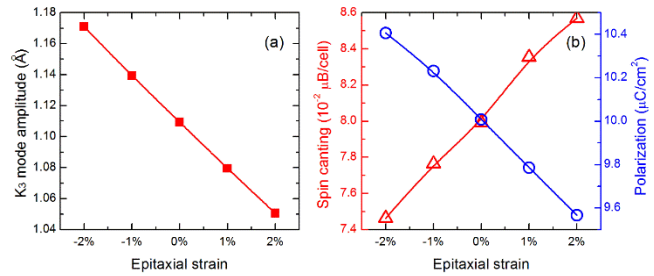 1.18
1.16
1.14
1.12
1.10
1.08
1.06
1.04
K₃ mode amplitude (Å)
(a)
-2% -1% 0% 1% 2%
Epitaxial strain
8.6
8.4
8.2
8.0
7.8
7.6
7.4
Spin canting (10⁻² μB/cell)
(b)
-2% -1% 0% 1% 2%
Epitaxial strain
10.4
10.2
10.0
9.8
9.6
Polarization (μC/cm²)